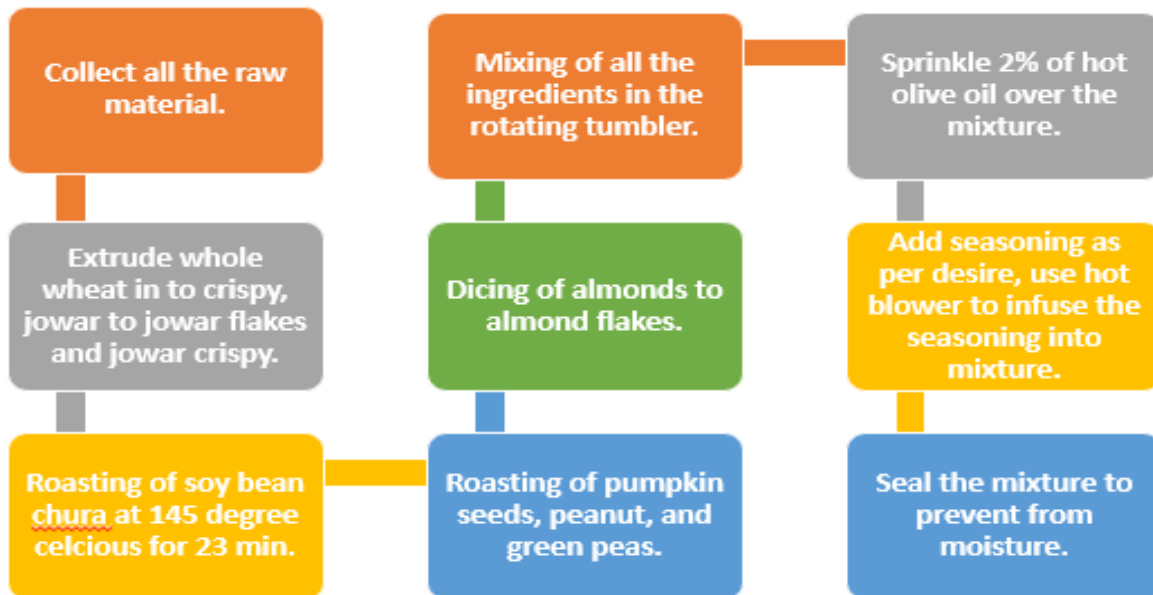 Collect all the raw
material.
Extrude whole
wheat in to crispy,
jowar to jowar flakes
and jowar crispy.
Roasting of soy bean
chura at 145 degree
celcious for 23 min.
Roasting of pumpkin
seeds, peanut, and
green peas.
Dicing of almonds to
almond flakes.
Mixing of all the
ingredients in the
rotating tumbler.
Sprinkle 2% of hot
olive oil over the
mixture.
Add seasoning as
per desire, use hot
blower to infuse the
seasoning into
mixture.
Seal the mixture to
prevent from
moisture.